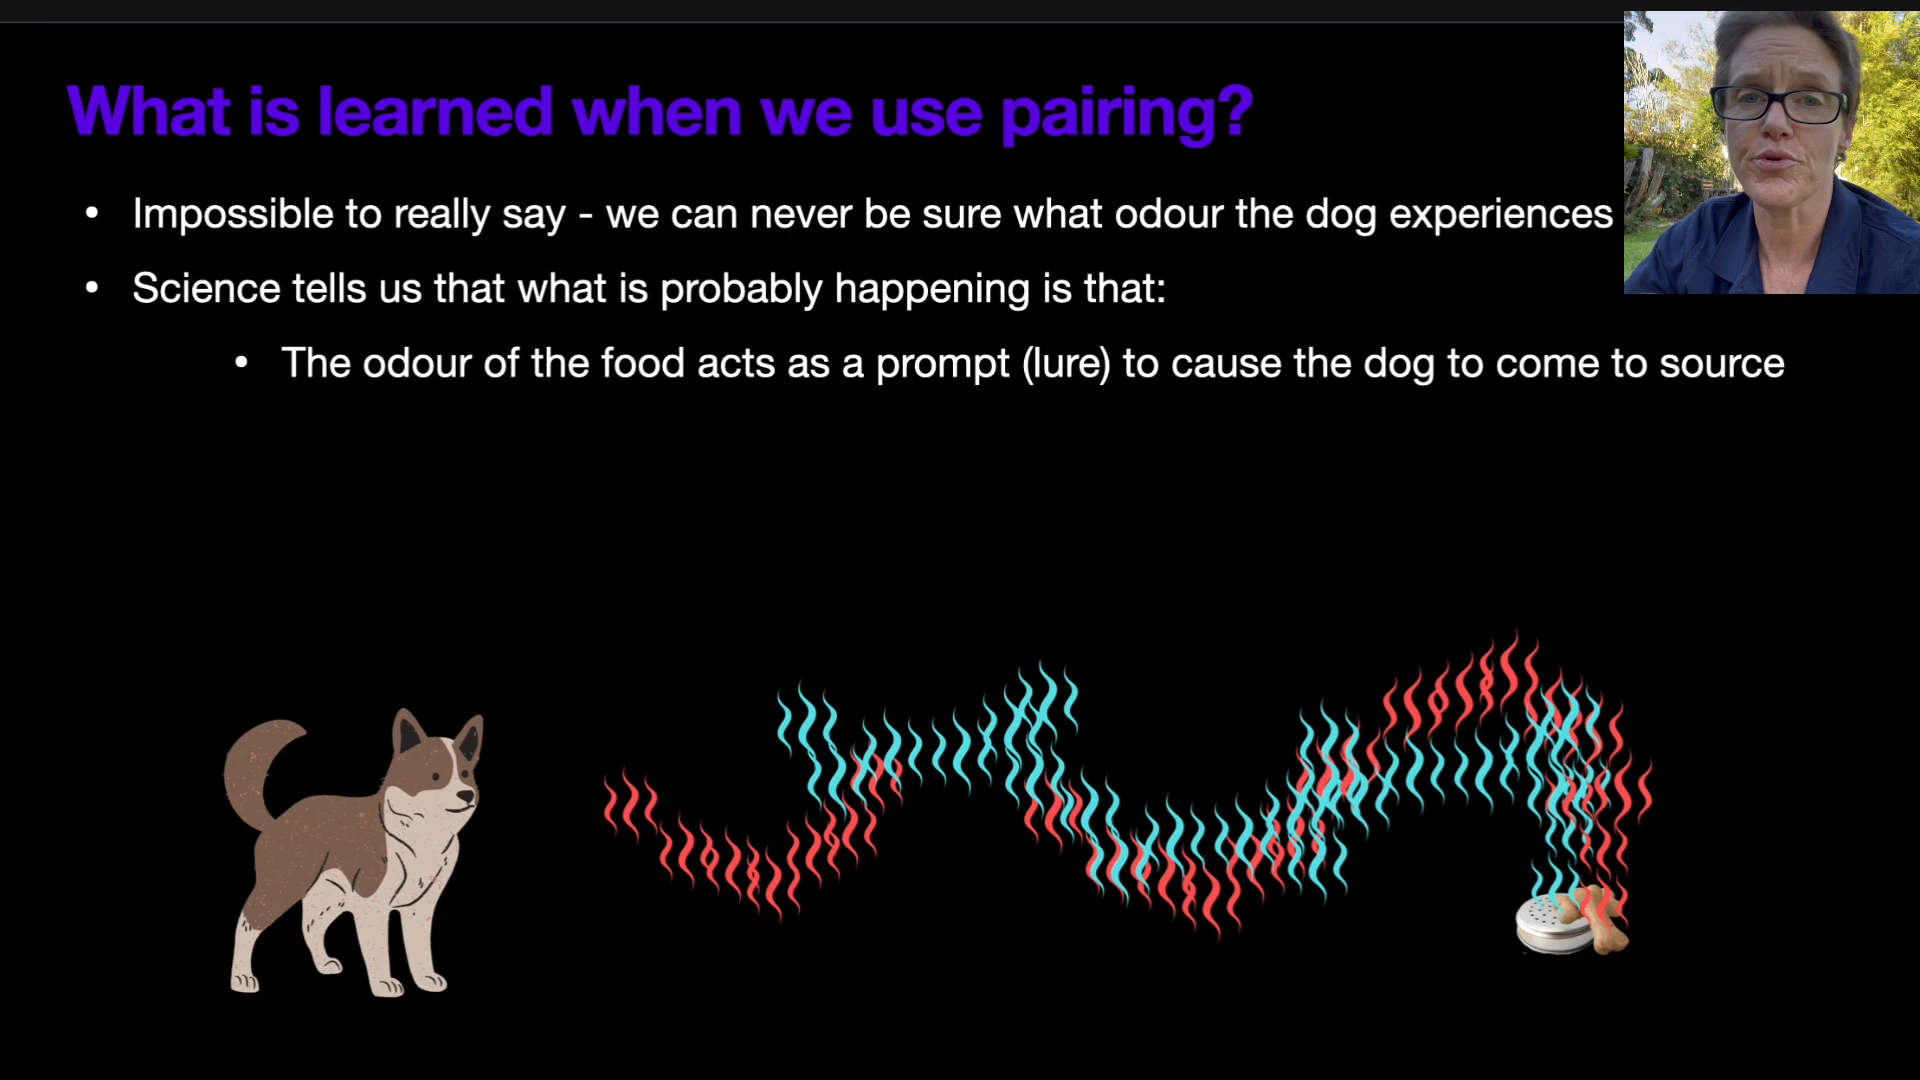 What is learned when we use pairing?
• Impossible to really say - we can never be sure what odour the dog experiences
• Science tells us that what is probably happening is that:
• The odour of the food acts as a prompt (lure) to cause the dog to come to source